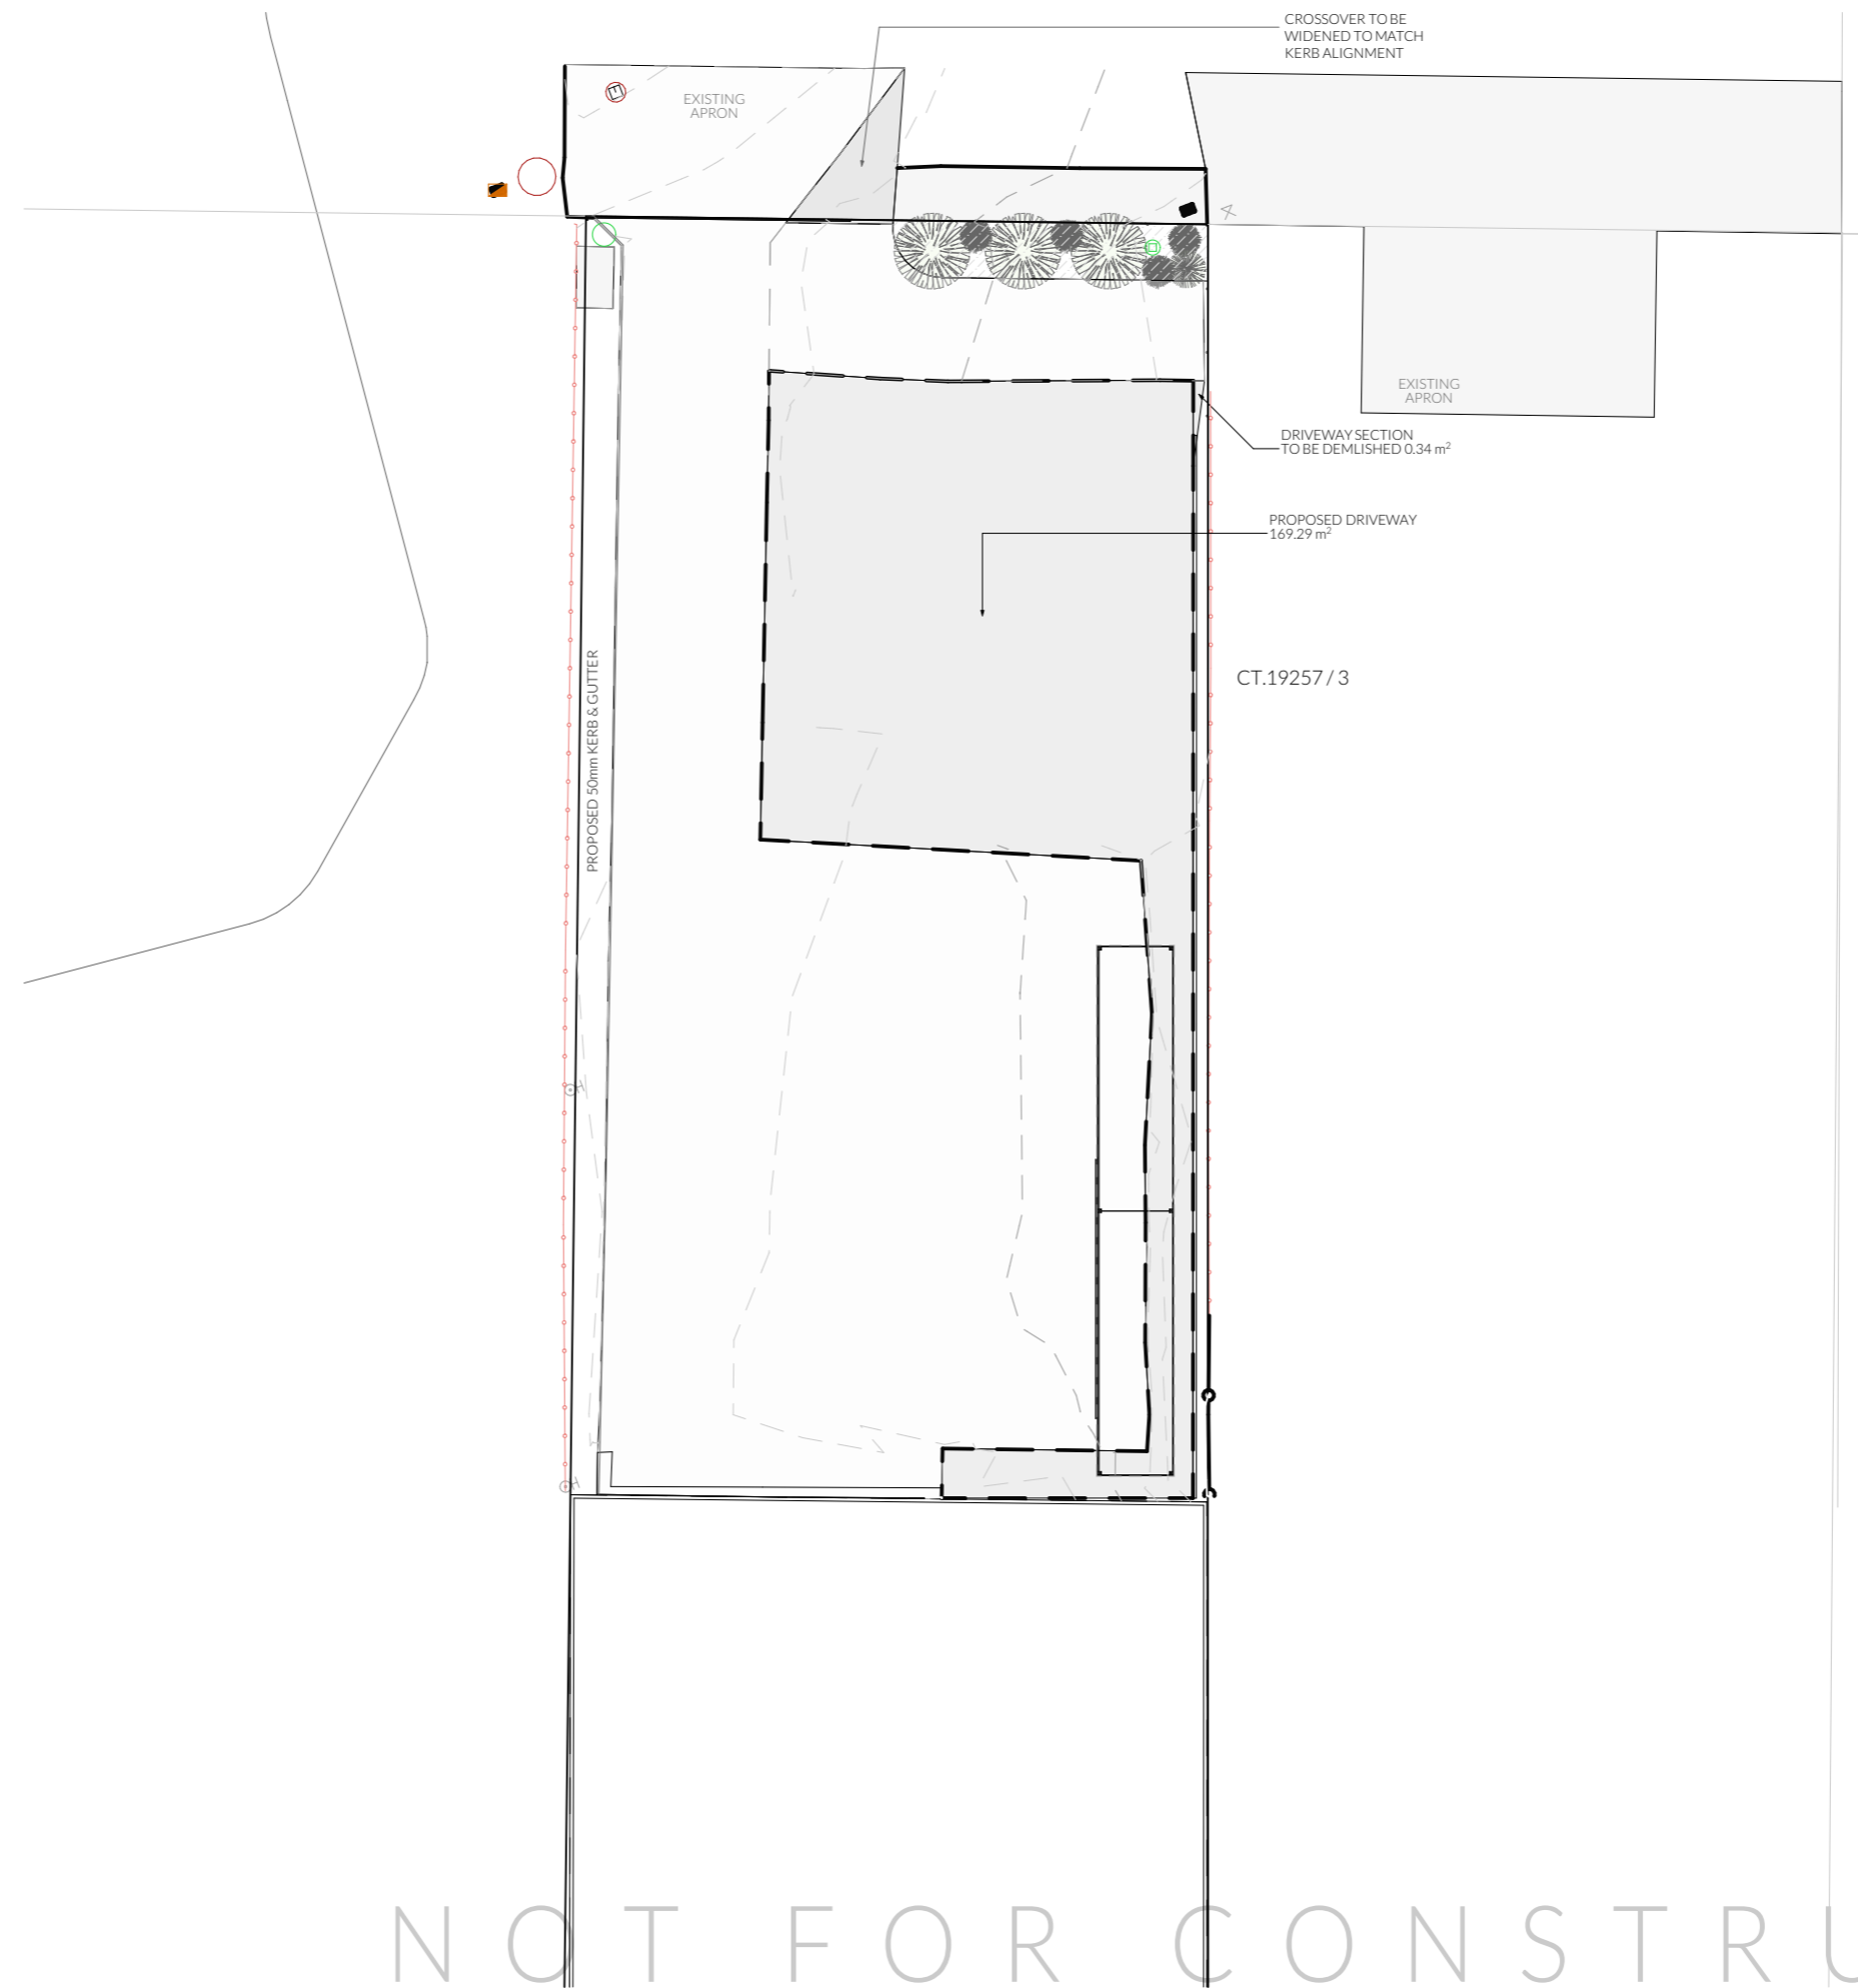 CROSSOVER TO BE
WIDENED TO MATCH
KERB ALIGNMENT
EXISTING
APRON
E
EXISTING
APRON
DRIVEWAY SECTION
TO BE DEMLISHED 0.34 m²
PROPOSED DRIVEWAY
169.29 m²
PROPOSED 50mm KERB & GUTTER
CT.19257 / 3
H
H
NOT FOR CONSTRU